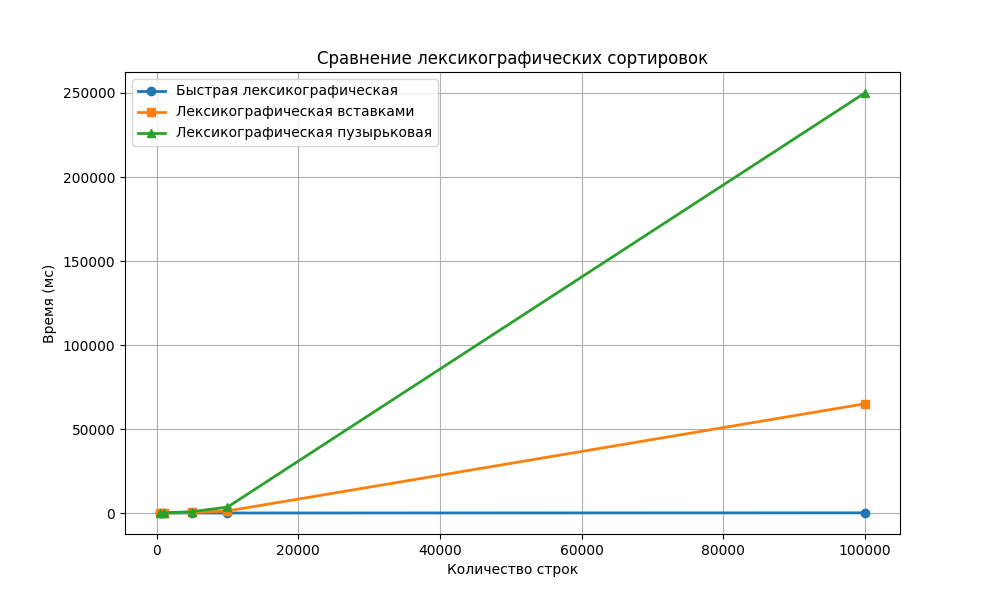 Сравнение лексикографических сортировок
Быстрая лексикографическая
Лексикографическая вставками
Лексикографическая пузырьковая
Время (мс)
250000
200000
150000
100000
50000
0
0 20000 40000 60000 80000 100000
Количество строк